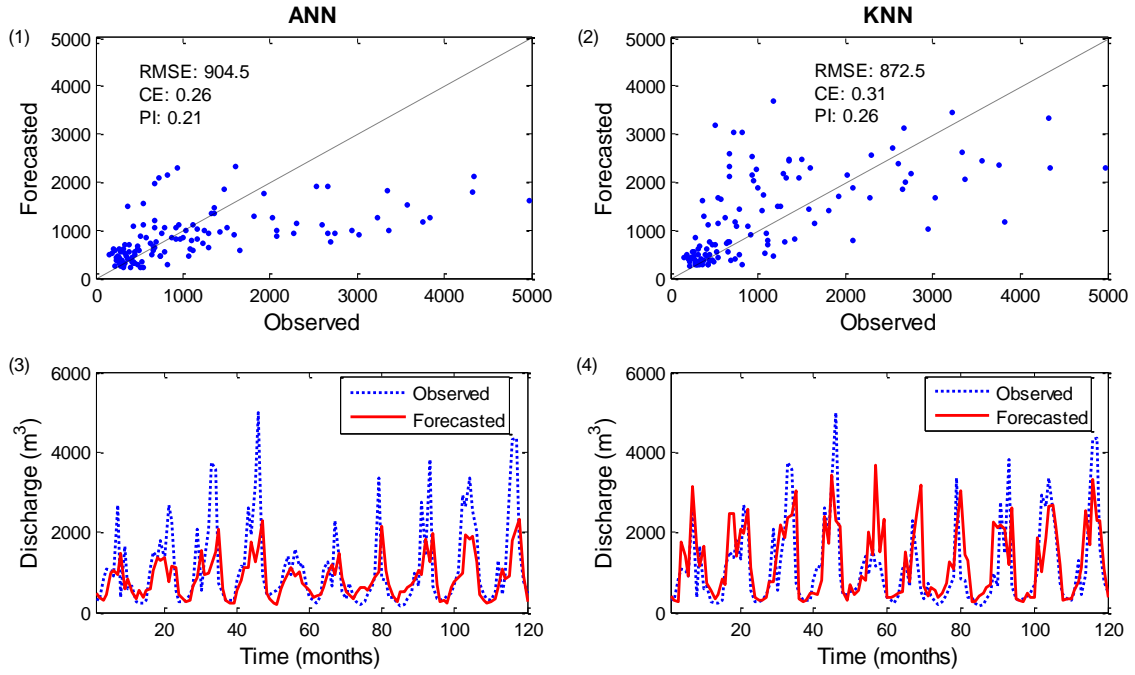 ANN
(1)
Forecasted
5000
4000
3000
2000
1000
0
RMSE: 904.5
CE: 0.26
PI: 0.21
0 1000 2000 3000 4000 5000
Observed
KNN
(2)
Forecasted
5000
4000
3000
2000
1000
0
RMSE: 872.5
CE: 0.31
PI: 0.26
0 1000 2000 3000 4000 5000
Observed
(3)
Discharge (m³)
6000
4000
2000
0
Observed
Forecasted
20 40 60 80 100 120
Time (months)
(4)
Discharge (m³)
6000
4000
2000
0
Observed
Forecasted
20 40 60 80 100 120
Time (months)